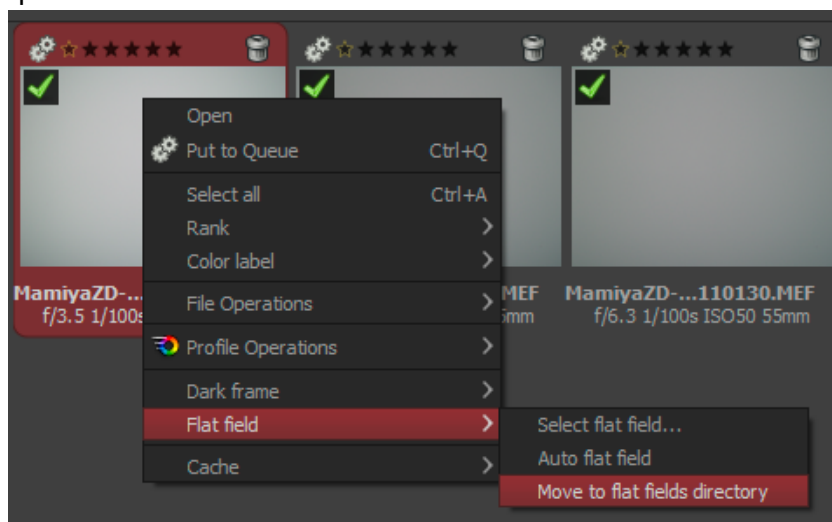 Open
Put to Queue Ctrl+Q
Select all Ctrl+A
Rank
Color label
File Operations
Profile Operations
Dark frame
Flat field
Cache
Select flat field...
Auto flat field
Move to flat fields directory
MamiyaZD-...
f/3.5 1/100s
MEF
mm
MamiyaZD-...110130.MEF
f/6.3 1/100s ISO50 55mm